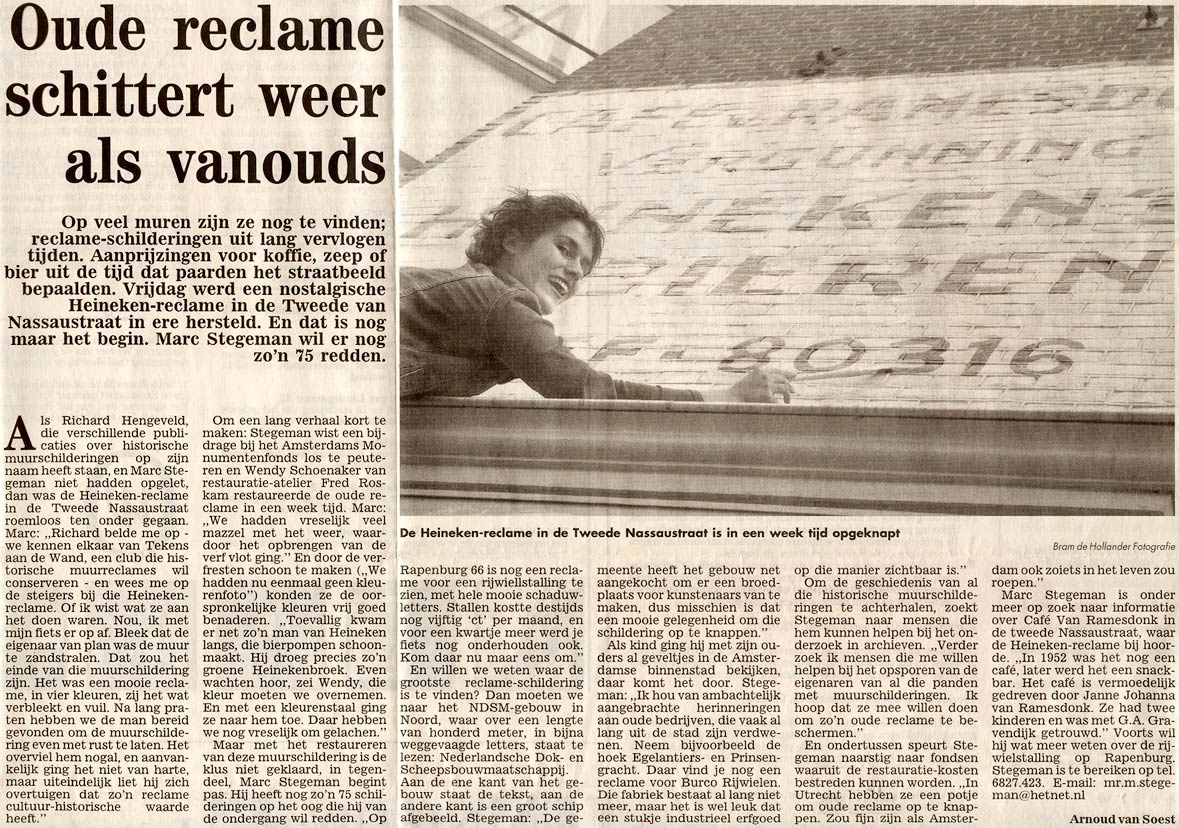 Oude reclame
schittert weer
als vanouds
Op veel muren zijn ze nog te vinden;
reclame-schilderingen uit lang vervlogen
tijden. Aanprijzingen voor koffie, zeep of
bier uit de tijd dat paarden het straatbeeld
bepaalden. Vrijdag werd een nostalgische
Heineken-reclame in de Tweede van
Nassaustraat in ere hersteld. En dat is nog
maar het begin. Marc Stegeman wil er nog
zo'n 75 redden.
Als Richard Hengeveld,
die verschillende publi-
caties over historische
muurschilderingen op zijn
naam heeft staan, en Marc Ste-
geman niet hadden opgelet,
dan was de Heineken-reclame
in de Tweede Nassaustraat
roemloos ten onder gegaan.
Marc: „Richard belde me op -
we kennen elkaar van Tekens
aan de Wand, een club die his-
torische muurreclames wil
conserveren - en wees me op
de steigers bij die Heineken-
reclame. Of ik wist wat ze aan
het doen waren. Nou, ik met
mijn fiets er op af. Bleek dat de
eigenaar van plan was de muur
te zandstralen. Dat zou het
einde van die muurschildering
zijn. Het was een mooie recla-
me, in vier kleuren, zij het wat
verbleekt en vuil. Na lang pra-
ten hebben we de man bereid
gevonden om de muurschilde-
ring even met rust te laten. Het
overviel hem nogal, en aanvan-
kelijk ging het niet van harte,
maar uiteindelijk liet hij zich
overtuigen dat zo'n reclame
cultuur-historische waarde
heeft.”
Om een lang verhaal kort te
maken: Stegeman wist een bij-
drage bij het Amsterdams Mo-
numentenfonds los te peute-
ren en Wendy Schoenaker van
restauratie-atelier Fred Ros-
kam restaureerde de oude re-
clame in een week tijd. Marc:
„We hadden vreselijk veel
mazzel met het weer, waar-
door het opbrengen van de
verf vlot ging.” En door de ver-
fresten schoon te maken („We
hadden nu eenmaal geen kleu-
renfoto”) konden ze de oor-
spronkelijke kleuren vrij goed
benaderen. „Toevallig kwam
er net zo'n man van Heineken
langs, die bierpompen schoon-
maakt. Hij droeg precies zo'n
groene Heinekenbroek. Even
wachten hoor, zei Wendy, die
kleur moeten we overnemen.
En met een kleurenstaal ging
ze naar hem toe. Daar hebben
we nog vreselijk om gelachen.”
Maar met het restaureren
van deze muurschildering is de
klus niet geklaard, in tegen-
deel, Marc Stegeman begint
pas. Hij heeft nog zo'n 75 schil-
deringen op het oog die hij van
de ondergang wil redden. „Op
VERGUNNING
HEINEKEN'S
BIEREN
F- 80316
De Heineken-reclame in de Tweede Nassaustraat is in een week tijd opgeknapt
Bram de Hollander Fotografie
Rapenburg 66 is nog een recla-
me voor een rijwielstalling te
zien, met hele mooie schaduw-
letters. Stallen kostte destijds
nog vijftig ‘ct’ per maand, en
voor een kwartje meer werd je
fiets nog onderhouden ook.
Kom daar nu maar eens om.”
En willen we weten waar de
grootste reclame-schildering
is te vinden? Dan moeten we
naar het NDSM-gebouw in
Noord, waar over een lengte
van honderd meter, in bijna
weggevaagde letters, staat te
lezen: Nederlandsche Dok- en
Scheepsbouwmaatschappij.
Aan de ene kant van het ge-
bouw staat de tekst, aan de
andere kant is een groot schip
afgebeeld. Stegeman: „De ge-
meente heeft het gebouw net
aangekocht om er een broed-
plaats voor kunstenaars van te
maken, dus misschien is dat
een mooie gelegenheid om die
schildering op te knappen.”
Als kind ging hij met zijn ou-
ders al geveltjes in de Amster-
damse binnenstad bekijken,
daar komt het door. Stege-
man: „Ik hou van ambachtelijk
aangebrachte herinneringen
aan oude bedrijven, die vaak al
lang uit de stad zijn verdwe-
nen. Neem bijvoorbeeld de
hoek Egelantiers- en Prinsen-
gracht. Daar vind je nog een
reclame voor Burco Rijwielen.
Die fabriek bestaat al lang niet
meer, maar het is wel leuk dat
een stukje industrieel erfgoed
op die manier zichtbaar is.”
Om de geschiedenis van al
die historische muurschilde-
ringen te achterhalen, zoekt
Stegeman naar mensen die
hem kunnen helpen bij het on-
derzoek in archieven. „Verder
zoek ik mensen die me willen
helpen bij het opsporen van de
eigenaren van al die panden
met muurschilderingen. Ik
hoop dat ze mee willen doen
om zo'n oude reclame te be-
schermen.”
En ondertussen speurt Ste-
geman naarstig naar fondsen
waaruit de restauratie-kosten
bestreden kunnen worden. „In
Utrecht hebben ze een potje
om oude reclame op te knap-
pen. Zou fijn zijn als Amster-
dam ook zoiets in het leven zou
roepen.”
Marc Stegeman is onder
meer op zoek naar informatie
over Café Van Ramesdonk in
de tweede Nassaustraat, waar
de Heineken-reclame bij hoor-
de. „In 1952 was het nog een
café, later werd het een snack-
bar. Het café is vermoedelijk
gedreven door Janne Johanna
van Ramesdonk. Ze had twee
kinderen en was met G.A. Gra-
vendijk getrouwd.” Voorts wil
hij wat meer weten over de rij-
wielstalling op Rapenburg.
Stegeman is te bereiken op tel.
6827.423. E-mail: mr.m.stege-
man@hetnet.nl
Arnoud van Soest